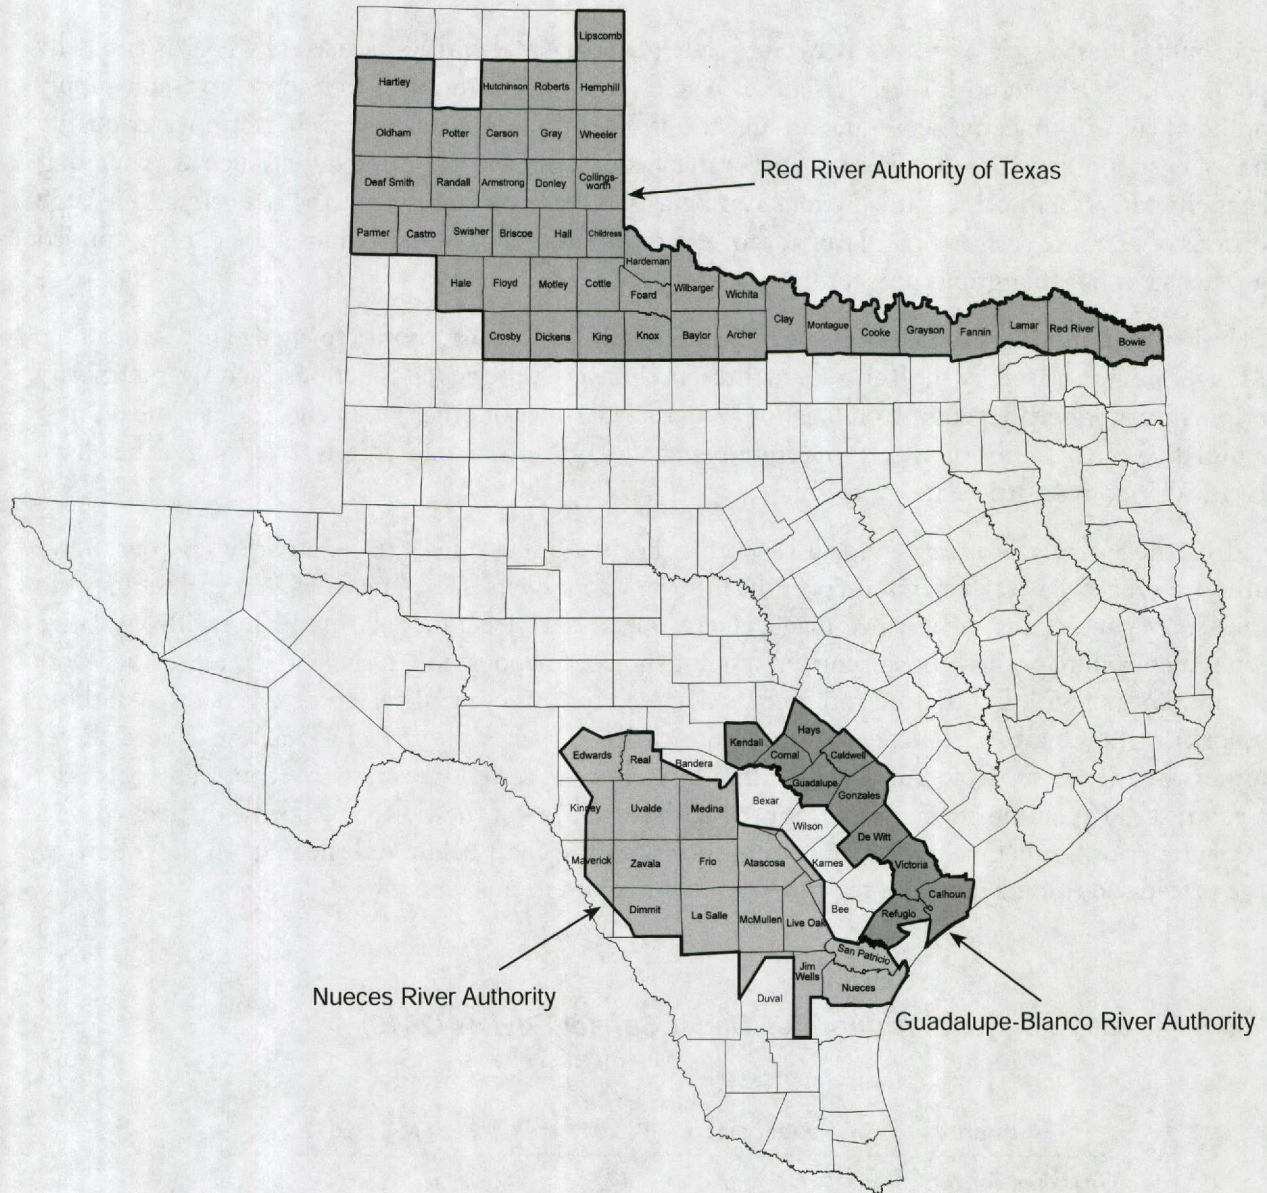 Lipscomb
Hartley
Hutchinson
Roberts
Hemphill
Oldham
Potter
Carson
Gray
Wheeler
Red River Authority of Texas
Deaf Smith
Randall
Armstrong
Donley
Collings-
worth
Parmer
Castro
Swisher
Briscoe
Hall
Childress
Hardeman
Hale
Floyd
Motley
Cottle
Foard
Wilbarger
Wichita
Crosby
Dickens
King
Knox
Baylor
Archer
Clay
Montague
Cooke
Grayson
Fannin
Lamar
Red River
Bowie
Edwards
Real
Bandera
Kendall
Hays
Comal
Caldwell
Guadalupe
Gonzales
Kinney
Uvalde
Medina
Bexar
Wilson
De Witt
Maverick
Zavala
Frio
Atascosa
Karnes
Victoria
Dimmit
La Salle
McMullen
Live Oak
Bee
Refugio
Calhoun
San Patricio
Jim
Wells
Nueces
Duval
Nueces River Authority
Guadalupe-Blanco River Authority